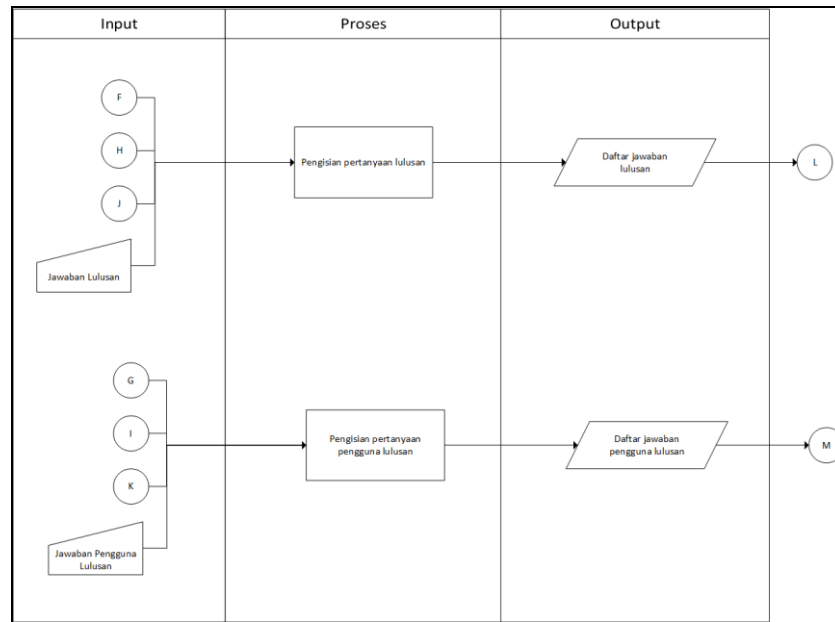 Input
Proses
Output
F
H
J
Jawaban Lulusan
Pengisian pertanyaan lulusan
Daftar jawaban
lulusan
L
G
I
K
Jawaban Pengguna
Lulusan
Pengisian pertanyaan
pengguna lulusan
Daftar jawaban
pengguna lulusan
M